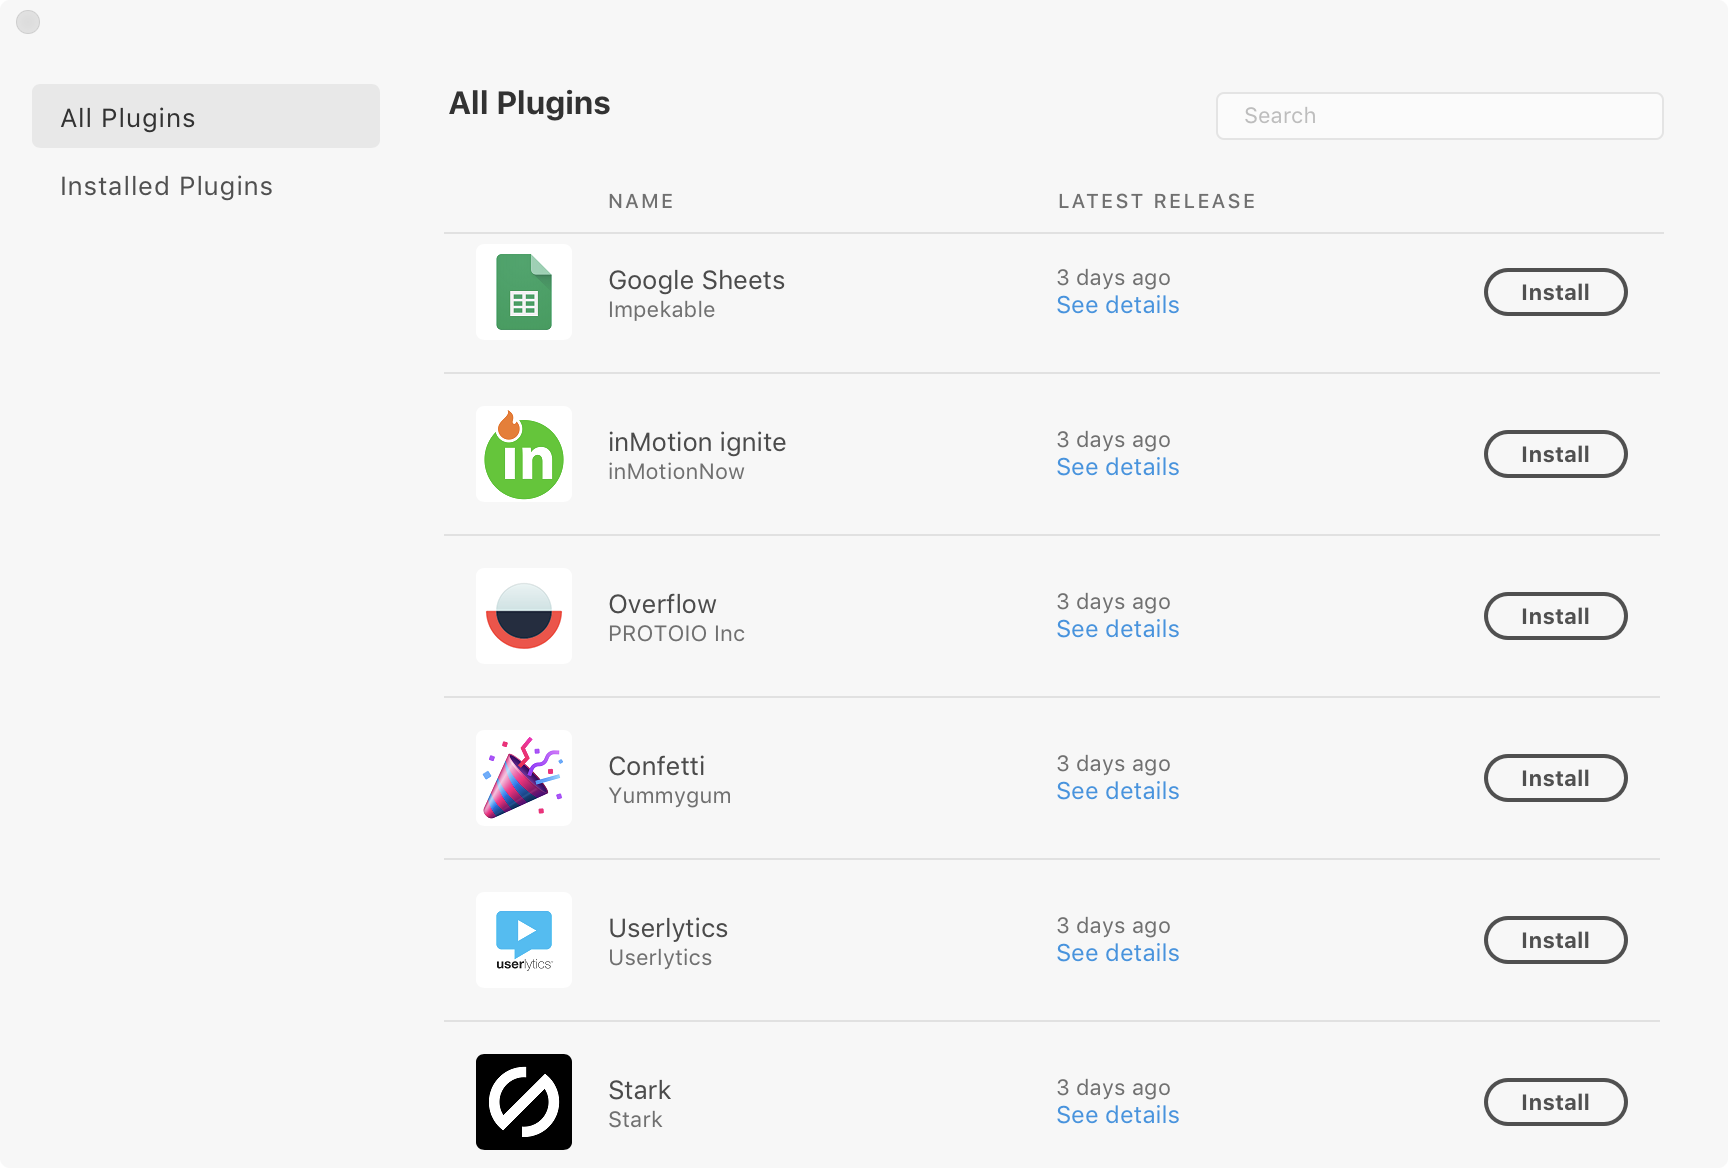 All Plugins
Installed Plugins
All Plugins
Search
NAME LATEST RELEASE
Google Sheets
Impekable
3 days ago
See details
Install
in
inMotion ignite
inMotionNow
3 days ago
See details
Install
Overflow
PROTOIO Inc
3 days ago
See details
Install
Confetti
Yummygum
3 days ago
See details
Install
userlytics
Userlytics
Userlytics
3 days ago
See details
Install
Stark
Stark
3 days ago
See details
Install